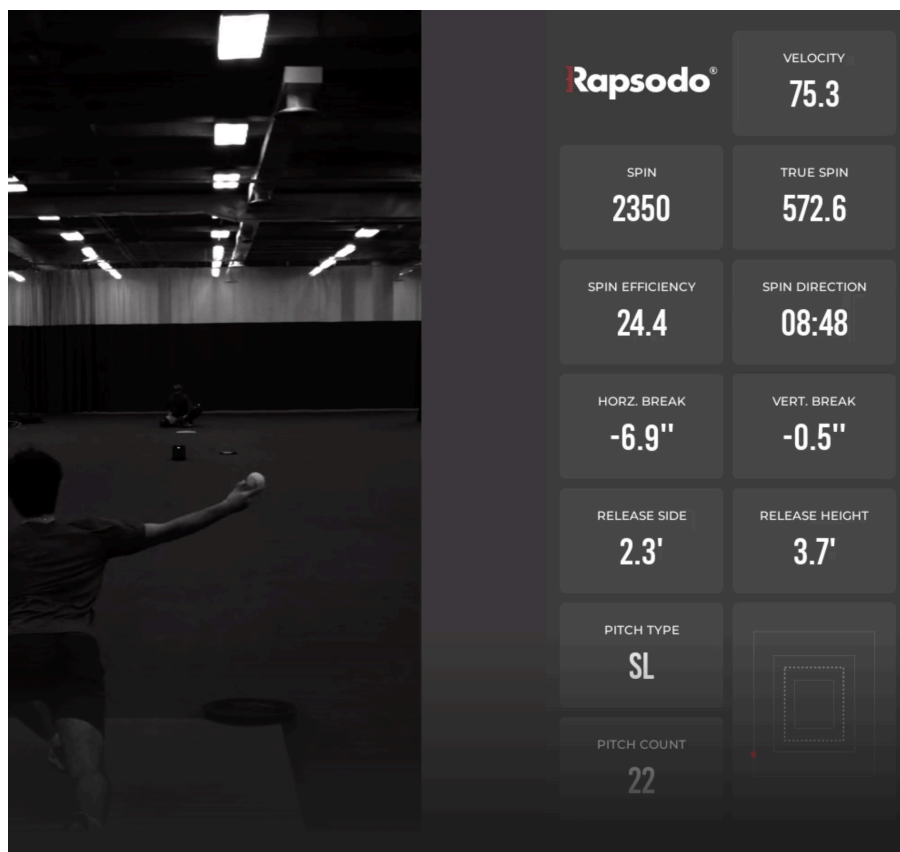 Rapsodo®
VELOCITY
75.3
SPIN
2350
TRUE SPIN
572.6
SPIN EFFICIENCY
24.4
SPIN DIRECTION
08:48
HORZ. BREAK
-6.9"
VERT. BREAK
-0.5"
RELEASE SIDE
2.3'
RELEASE HEIGHT
3.7'
PITCH TYPE
SL
PITCH COUNT
22